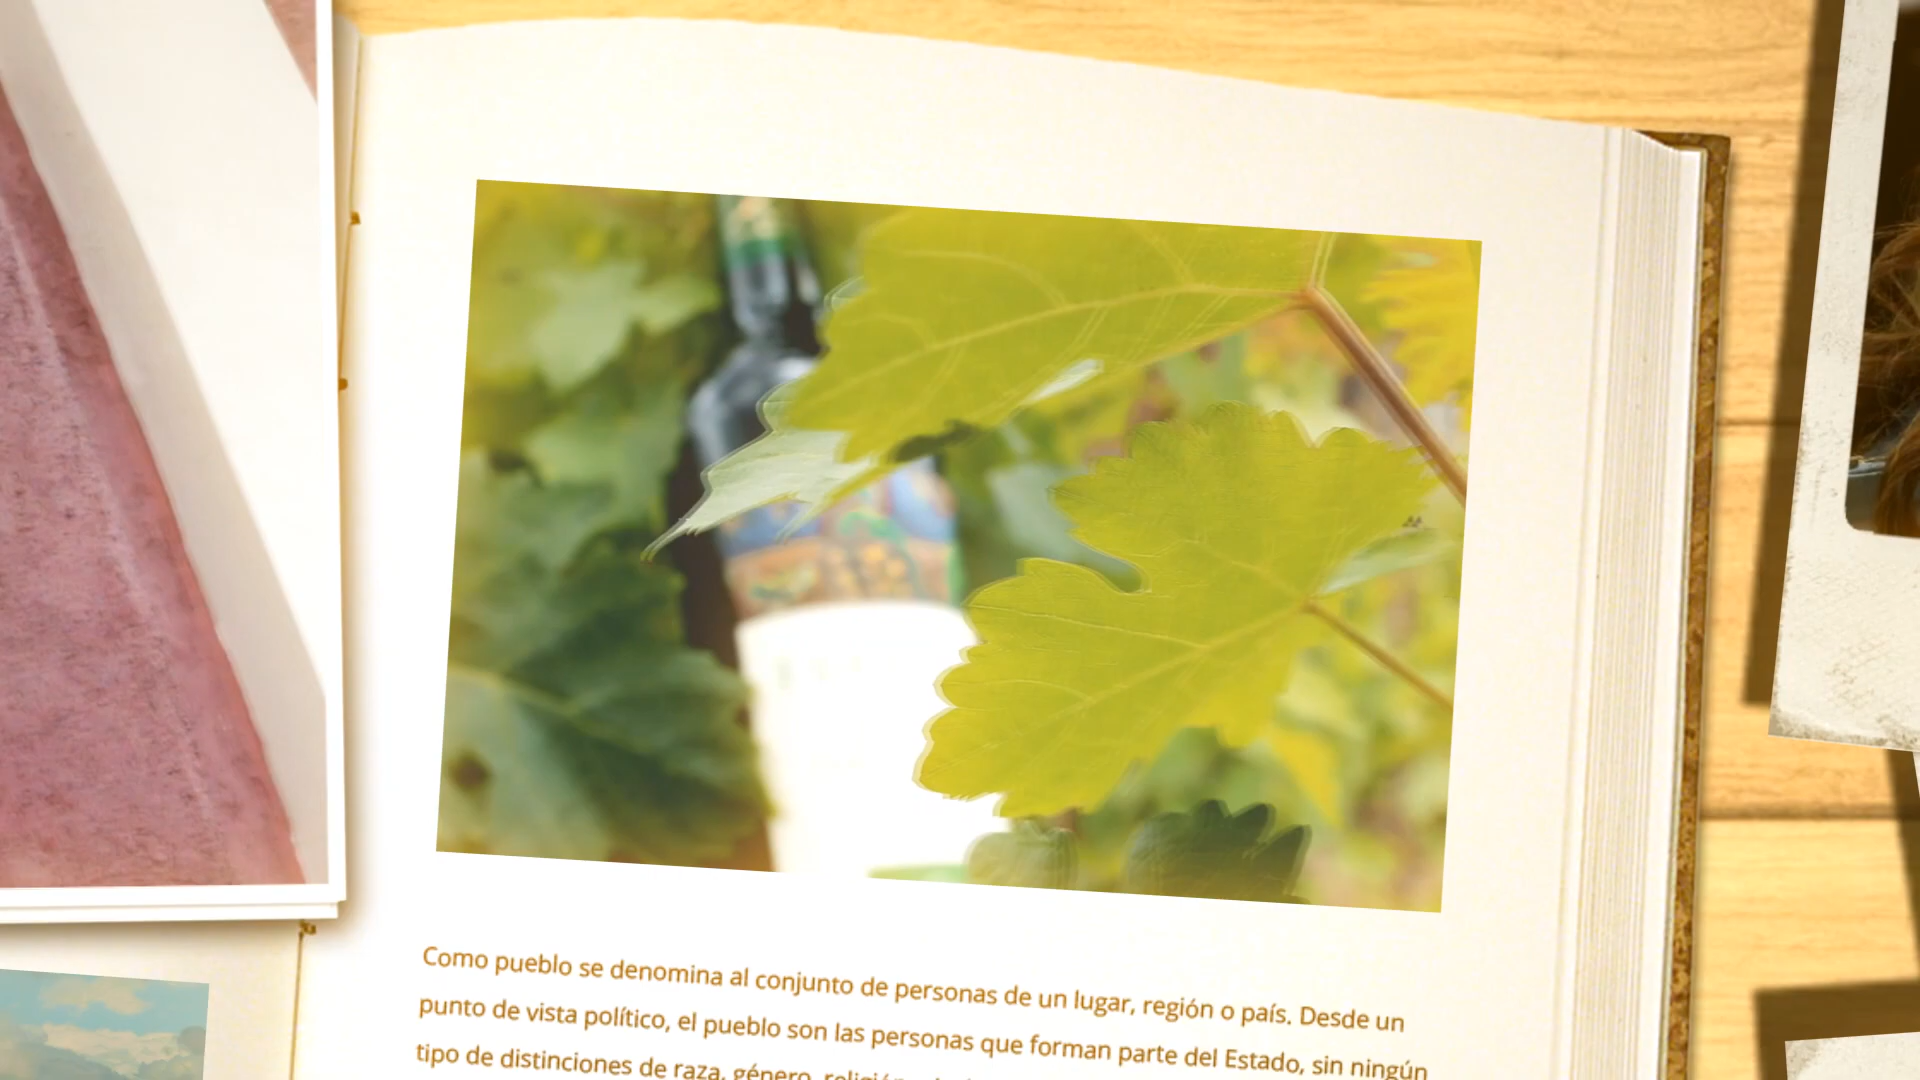 Como pueblo se denomina al conjunto de personas de un lugar, región o país. Desde un
punto de vista político, el pueblo son las personas que forman parte del Estado, sin ningún
tipo de distinciones de raza, género,